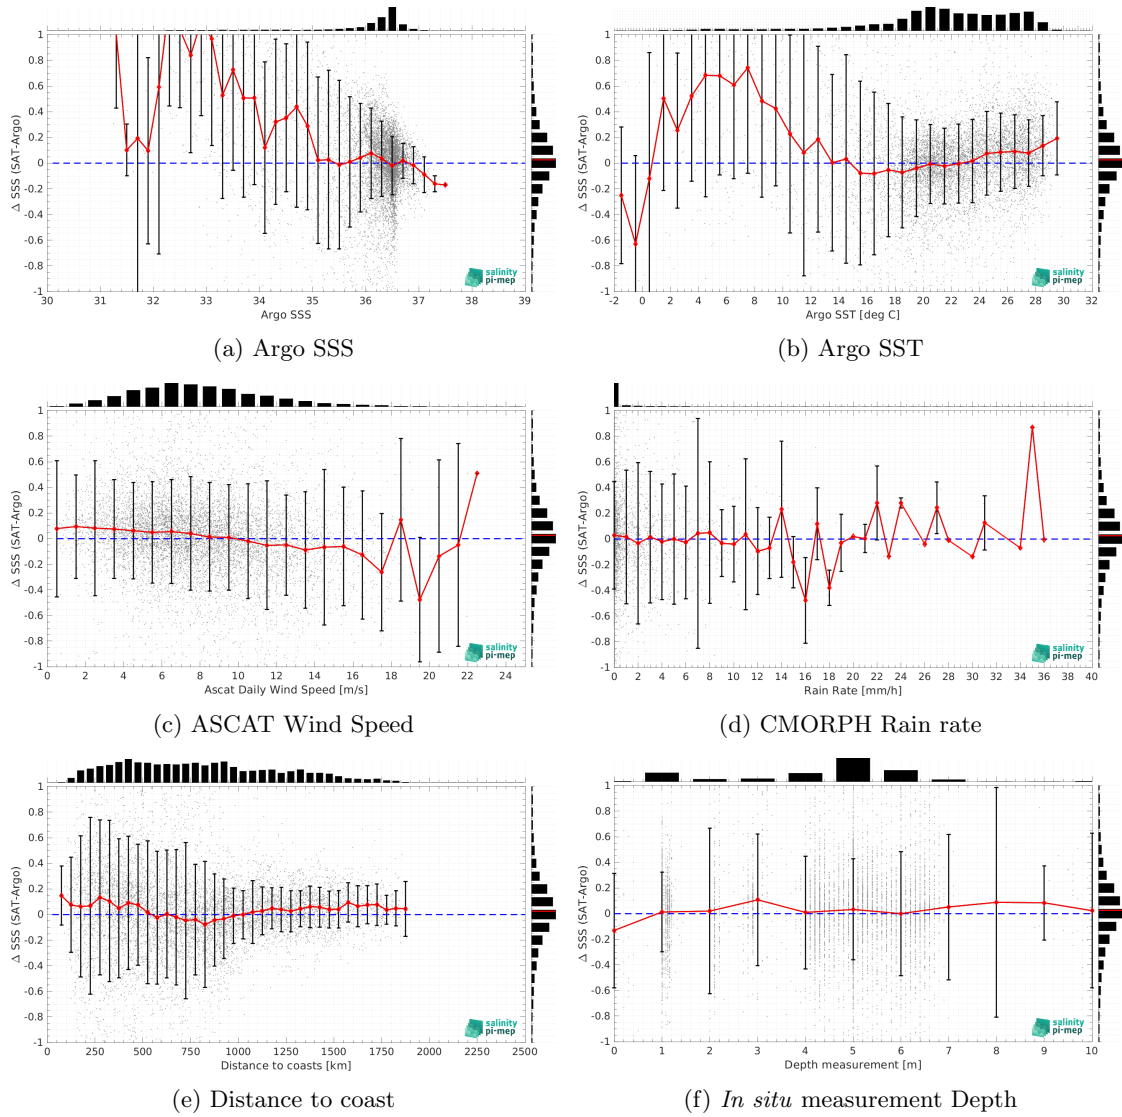 1
0.8
0.6
0.4
0.2
0
-0.2
-0.4
-0.6
-0.8
-1
Δ SSS (SAT-Argo)
30 31 32 33 34 35 36 37 38 39
Argo SSS
salinity
pi-mep
(a) Argo SSS
1
0.8
0.6
0.4
0.2
0
-0.2
-0.4
-0.6
-0.8
-1
Δ SSS (SAT-Argo)
-2 0 2 4 6 8 10 12 14 16 18 20 22 24 26 28 30 32
Argo SST [deg C]
salinity
pi-mep
(b) Argo SST
1
0.8
0.6
0.4
0.2
0
-0.2
-0.4
-0.6
-0.8
-1
Δ SSS (SAT-Argo)
0 2 4 6 8 10 12 14 16 18 20 22 24
Ascat Daily Wind Speed [m/s]
salinity
pi-mep
(c) ASCAT Wind Speed
1
0.8
0.6
0.4
0.2
0
-0.2
-0.4
-0.6
-0.8
-1
Δ SSS (SAT-Argo)
0 2 4 6 8 10 12 14 16 18 20 22 24 26 28 30 32 34 36 38 40
Rain Rate [mm/h]
salinity
pi-mep
(d) CMORPH Rain rate
1
0.8
0.6
0.4
0.2
0
-0.2
-0.4
-0.6
-0.8
-1
Δ SSS (SAT-Argo)
0 250 500 750 1000 1250 1500 1750 2000 2250 2500
Distance to coasts [km]
salinity
pi-mep
(e) Distance to coast
1
0.8
0.6
0.4
0.2
0
-0.2
-0.4
-0.6
-0.8
-1
Δ SSS (SAT-Argo)
0 1 2 3 4 5 6 7 8 9 10
Depth measurement [m]
salinity
pi-mep
(f) In situ measurement Depth